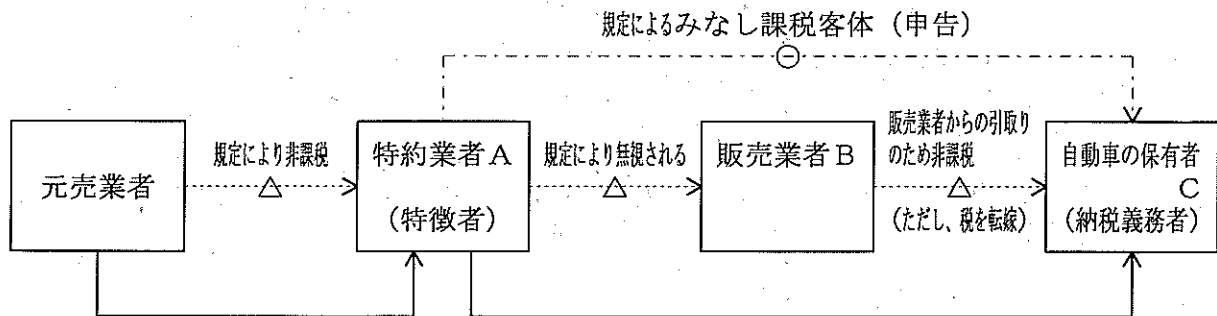 規定によるみなし課税客体（申告）
元売業者
規定により非課税
特約業者A
（特徴者）
規定により無視される
販売業者B
販売業者からの引取り
のため非課税
（ただし、税を転嫁）
自動車の保有者
C
（納税義務者）